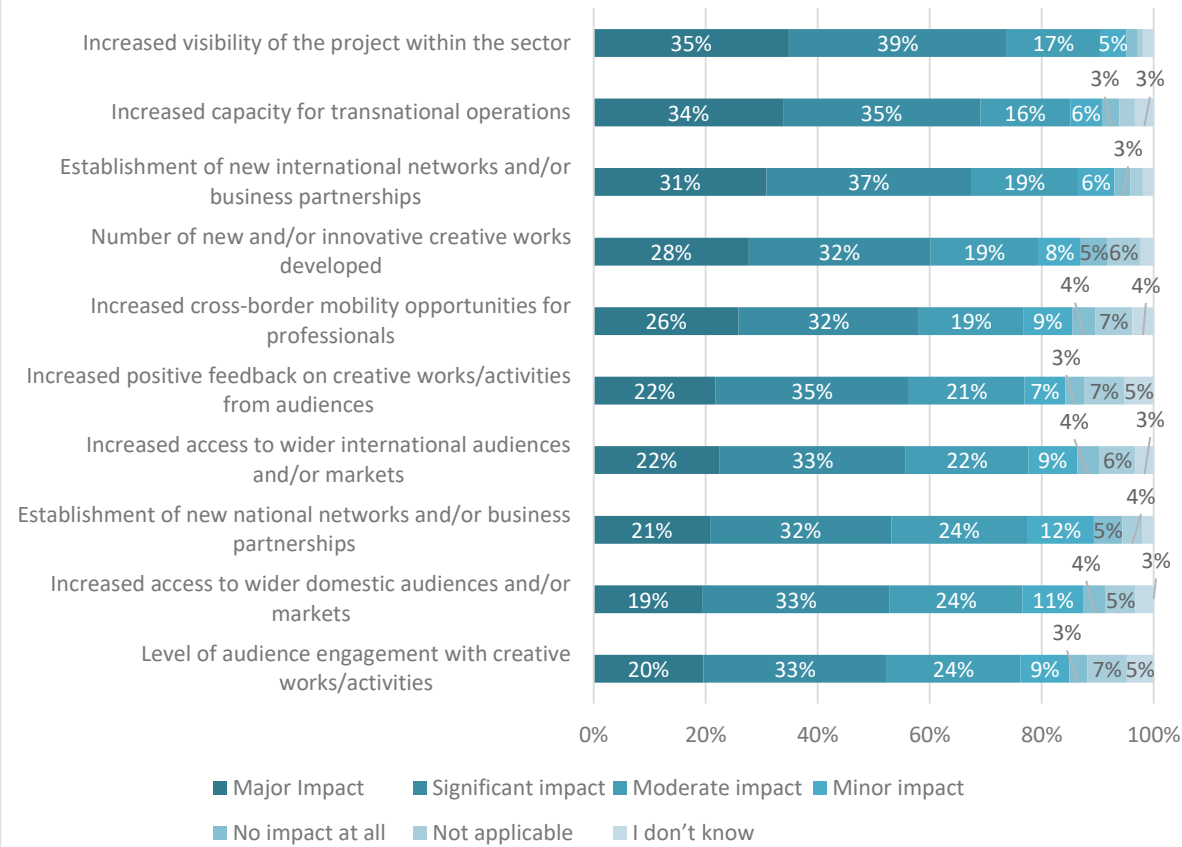 Increased visibility of the project within the sector
35% 39% 17% 5%
3% 3%
Increased capacity for transnational operations
34% 35% 16% 6%
3%
Establishment of new international networks and/or
business partnerships
31% 37% 19% 6%
Number of new and/or innovative creative works
developed
28% 32% 19% 8% 5% 6%
4% 4%
Increased cross-border mobility opportunities for
professionals
26% 32% 19% 9% 7%
3%
Increased positive feedback on creative works/activities
from audiences
22% 35% 21% 7% 7% 5%
4% 3%
Increased access to wider international audiences
and/or markets
22% 33% 22% 9% 6%
4%
Establishment of new national networks and/or business
partnerships
21% 32% 24% 12% 5%
4% 3%
Increased access to wider domestic audiences and/or
markets
19% 33% 24% 11% 5%
3%
Level of audience engagement with creative
works/activities
20% 33% 24% 9% 7% 5%
0% 20% 40% 60% 80% 100%
Major Impact Significant impact Moderate impact Minor impact
No impact at all Not applicable I don't know